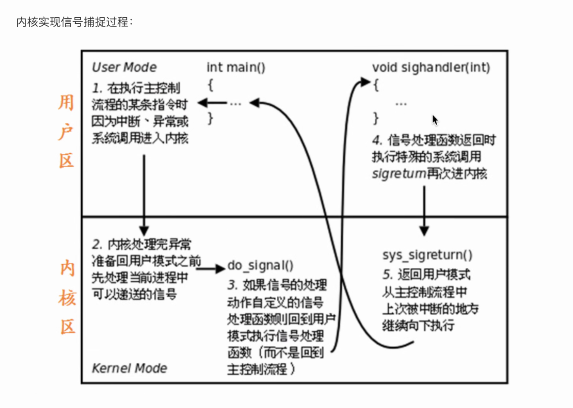 内核实现信号捕捉过程：
User Mode
1. 在执行主控制
流程的某条指令时
因为中断、异常或
系统调用进入内核
int main()
{
...
}
void sighandler(int)
{
...
}
4. 信号处理函数返回时
执行特殊的系统调用
sigreturn再次进内核
用
户
区
2. 内核处理完异常
准备回用户模式之前
先处理当前进程中
可以递送的信号
do_signal()
3. 如果信号的处理
动作自定义的信号
处理函数则回到用户
模式执行信号处理
函数（而不是回到
主控制流程）
sys_sigreturn()
5. 返回用户模式
从主控制流程中
上次被中断的地方
继续向下执行
内
核
区
Kernel Mode